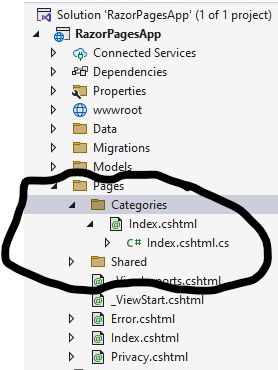 Solution 'RazorPagesApp' (1 of 1 project)
RazorPagesApp
Connected Services
Dependencies
Properties
wwwroot
Data
Migrations
Models
Pages
Categories
Index.cshtml
C# Index.cshtml.cs
Shared
_ViewImports.cshtml
_ViewStart.cshtml
Error.cshtml
Index.cshtml
Privacy.cshtml